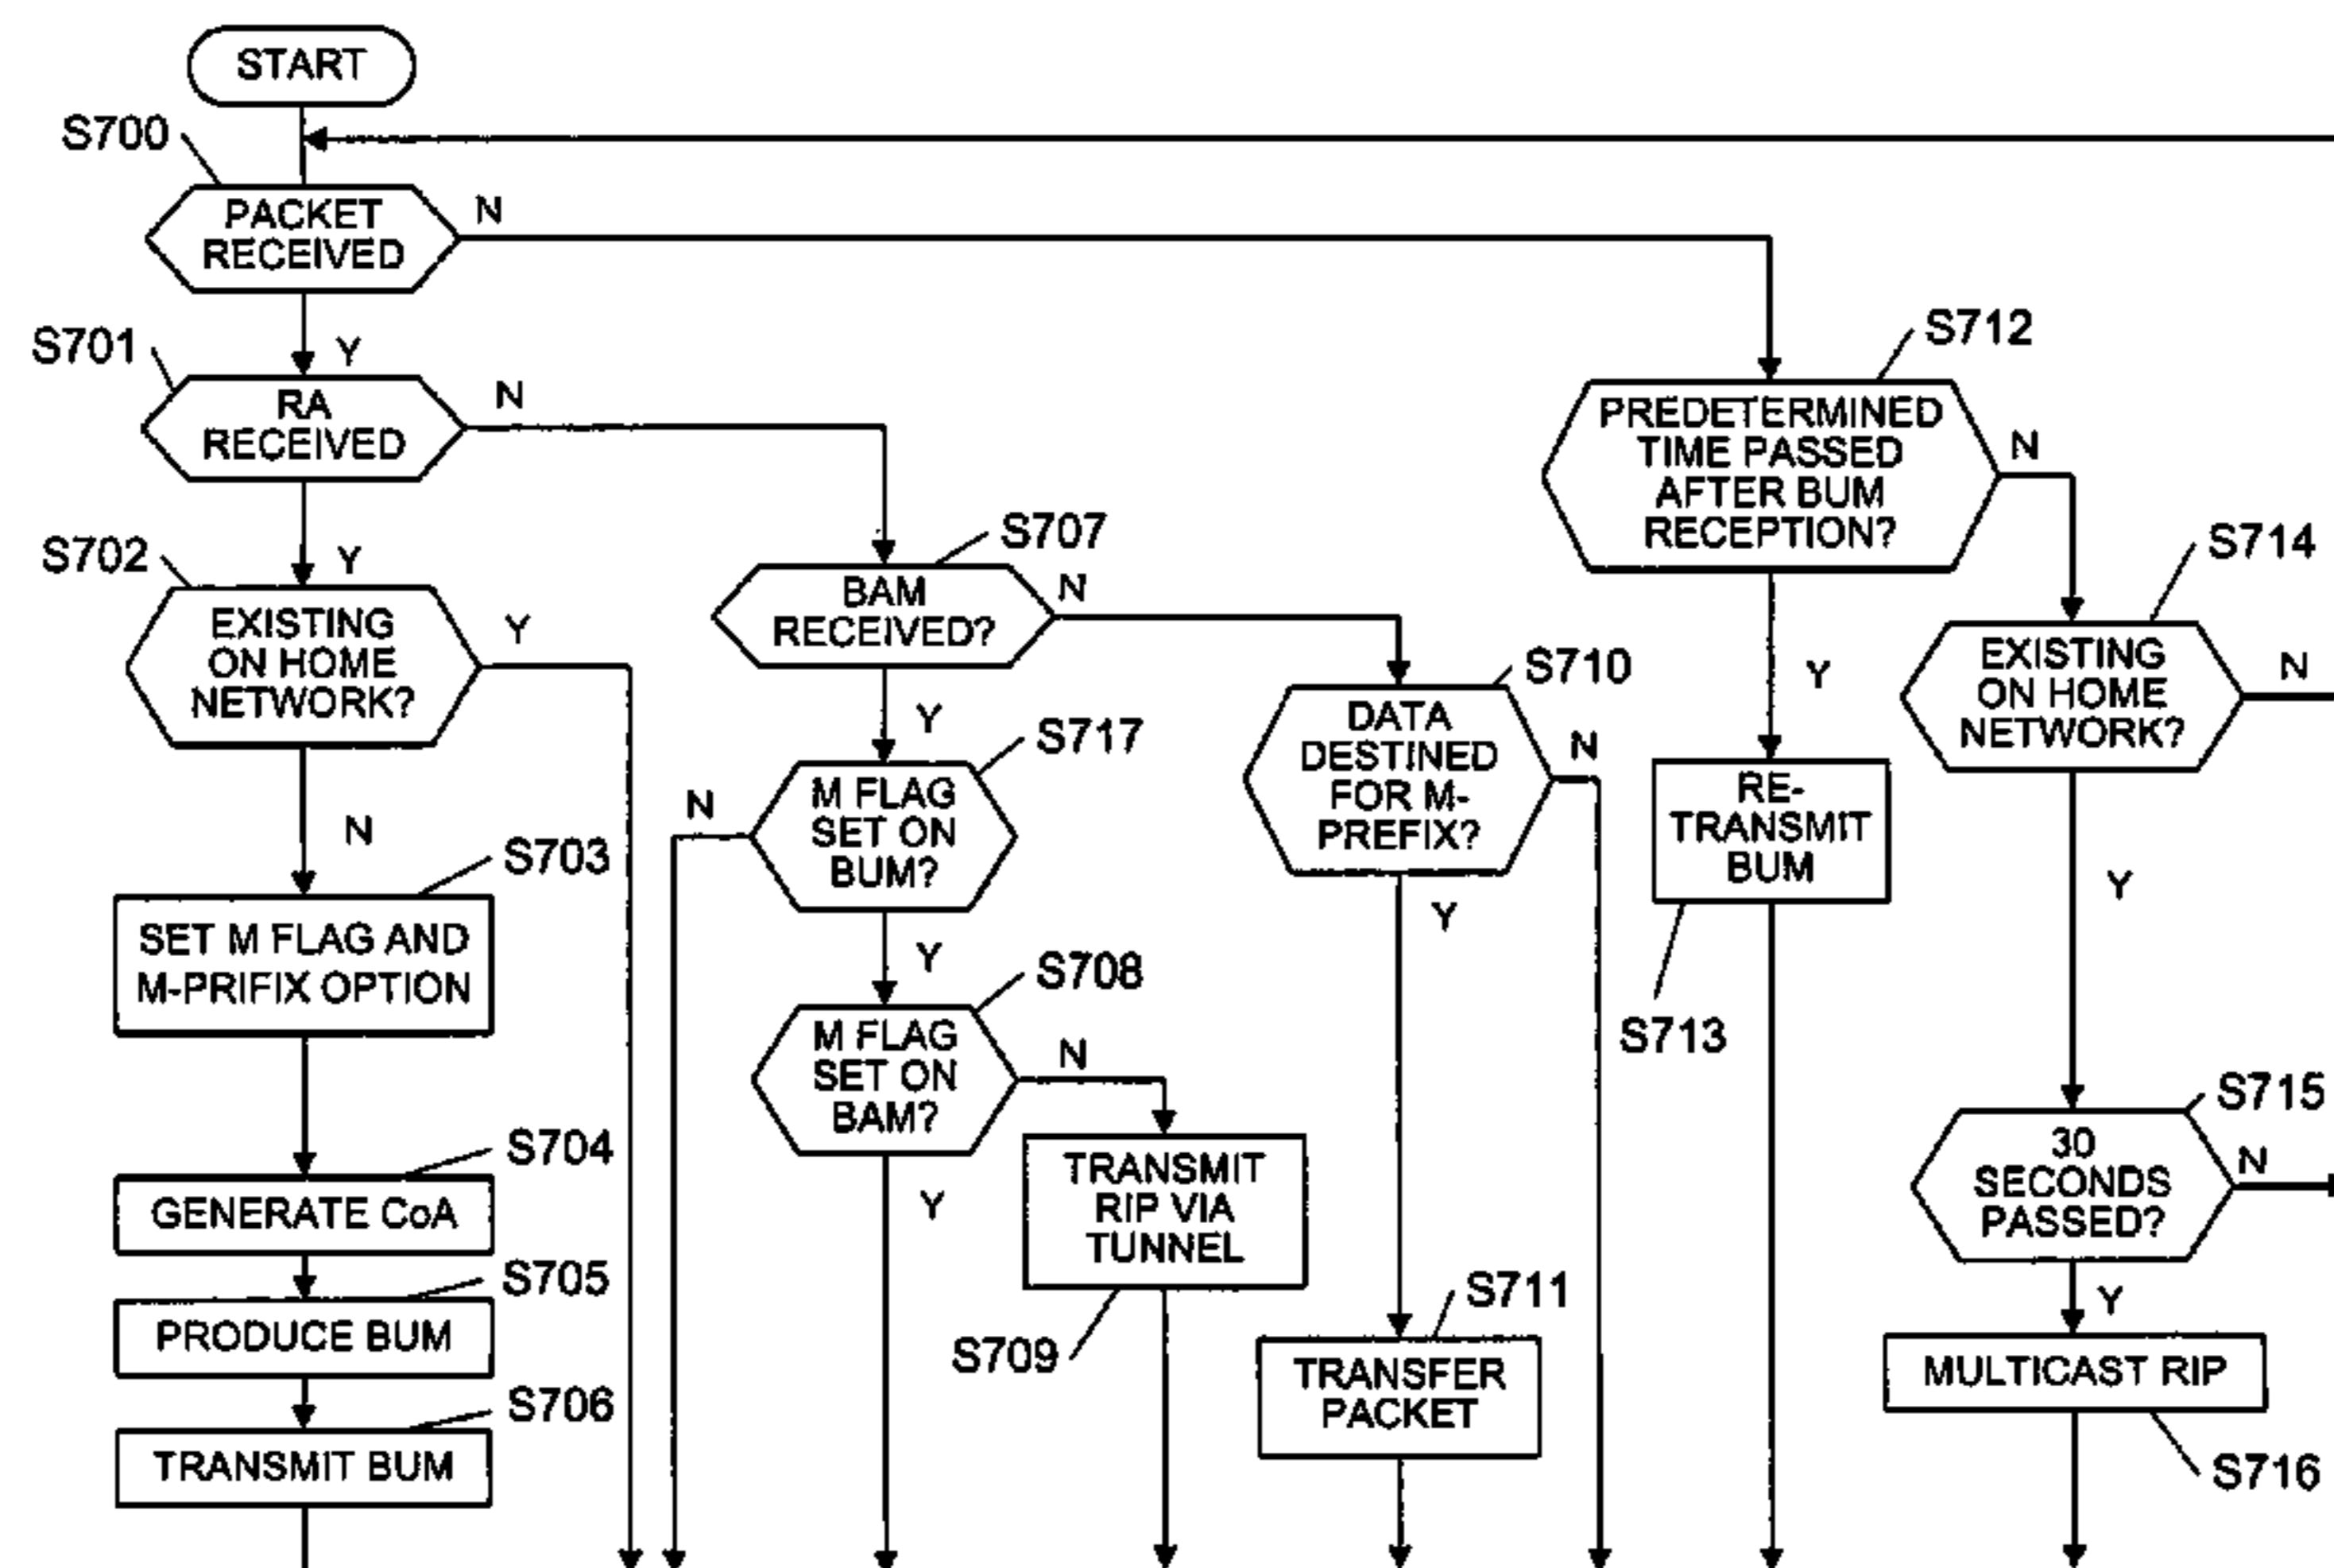 START
S700
PACKET
RECEIVED
N
Y
S701
RA
RECEIVED
N
Y
S702
EXISTING
ON HOME
NETWORK?
Y
N
S703
SET M FLAG AND
M-PRIFIX OPTION
S704
GENERATE CoA
S705
PRODUCE BUM
S706
TRANSMIT BUM
S707
BAM
RECEIVED?
N
Y
S717
M FLAG
SET ON
BUM?
N
Y
S708
M FLAG
SET ON
BAM?
N
Y
TRANSMIT
RIP VIA
TUNNEL
S709
S710
DATA
DESTINED
FOR M-
PREFIX?
N
Y
S711
TRANSFER
PACKET
S712
PREDETERMINED
TIME PASSED
AFTER BUM
RECEPTION?
N
Y
RE-
TRANSMIT
BUM
S713
S714
EXISTING
ON HOME
NETWORK?
N
Y
S715
30
SECONDS
PASSED?
N
Y
MULTICAST RIP
S716